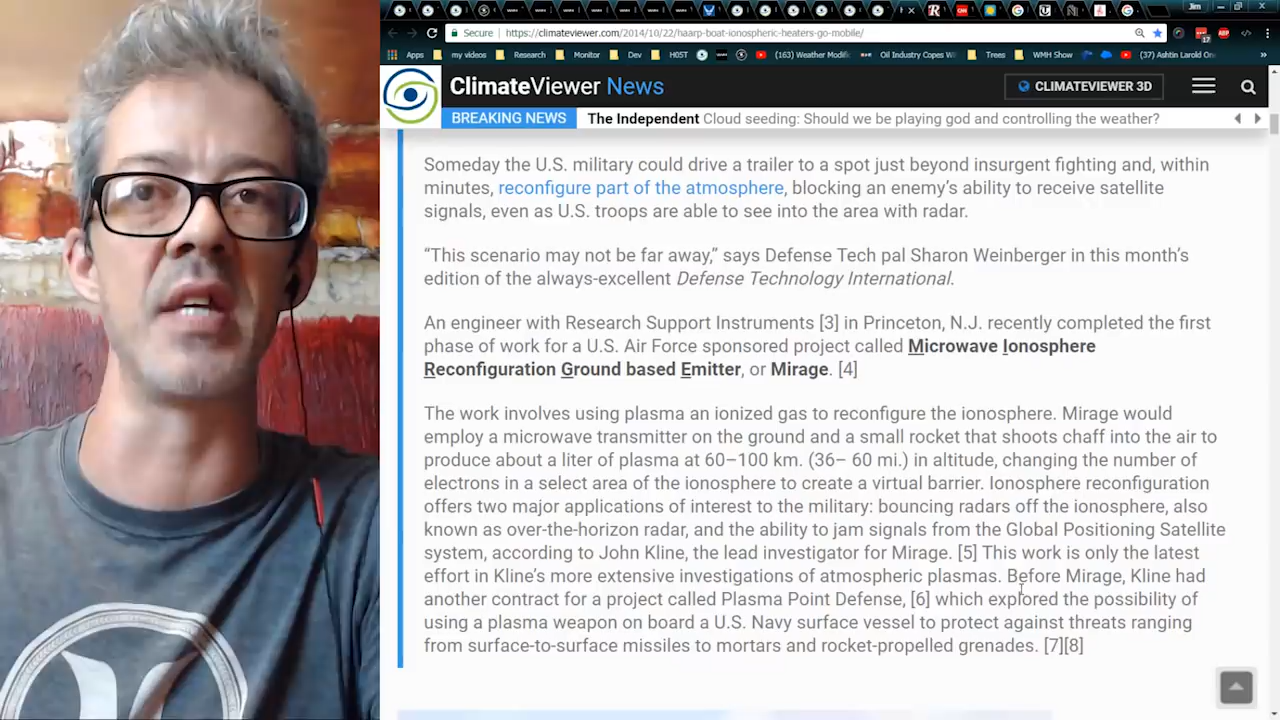 Jim
Secure
https://climateviewer.com/2014/10/22/haarp-boat-ionospheric-heaters-go-mobile/
Apps my videos Research Monitor Dev H0ST (163) Weather Modifi Oil Industry Copes W Trees WMH Show (37) Ashtin Larold On
ClimateViewer News
CLIMATEVIEWER 3D
BREAKING NEWS The Independent Cloud seeding: Should we be playing god and controlling the weather?
Someday the U.S. military could drive a trailer to a spot just beyond insurgent fighting and, within
minutes, reconfigure part of the atmosphere, blocking an enemy's ability to receive satellite
signals, even as U.S. troops are able to see into the area with radar.
“This scenario may not be far away,” says Defense Tech pal Sharon Weinberger in this month's
edition of the always-excellent Defense Technology International.
An engineer with Research Support Instruments [3] in Princeton, N.J. recently completed the first
phase of work for a U.S. Air Force sponsored project called Microwave Ionosphere
Reconfiguration Ground based Emitter, or Mirage. [4]
The work involves using plasma an ionized gas to reconfigure the ionosphere. Mirage would
employ a microwave transmitter on the ground and a small rocket that shoots chaff into the air to
produce about a liter of plasma at 60–100 km. (36– 60 mi.) in altitude, changing the number of
electrons in a select area of the ionosphere to create a virtual barrier. Ionosphere reconfiguration
offers two major applications of interest to the military: bouncing radars off the ionosphere, also
known as over-the-horizon radar, and the ability to jam signals from the Global Positioning Satellite
system, according to John Kline, the lead investigator for Mirage. [5] This work is only the latest
effort in Kline's more extensive investigations of atmospheric plasmas. Before Mirage, Kline had
another contract for a project called Plasma Point Defense, [6] which explored the possibility of
using a plasma weapon on board a U.S. Navy surface vessel to protect against threats ranging
from surface-to-surface missiles to mortars and rocket-propelled grenades. [7][8]